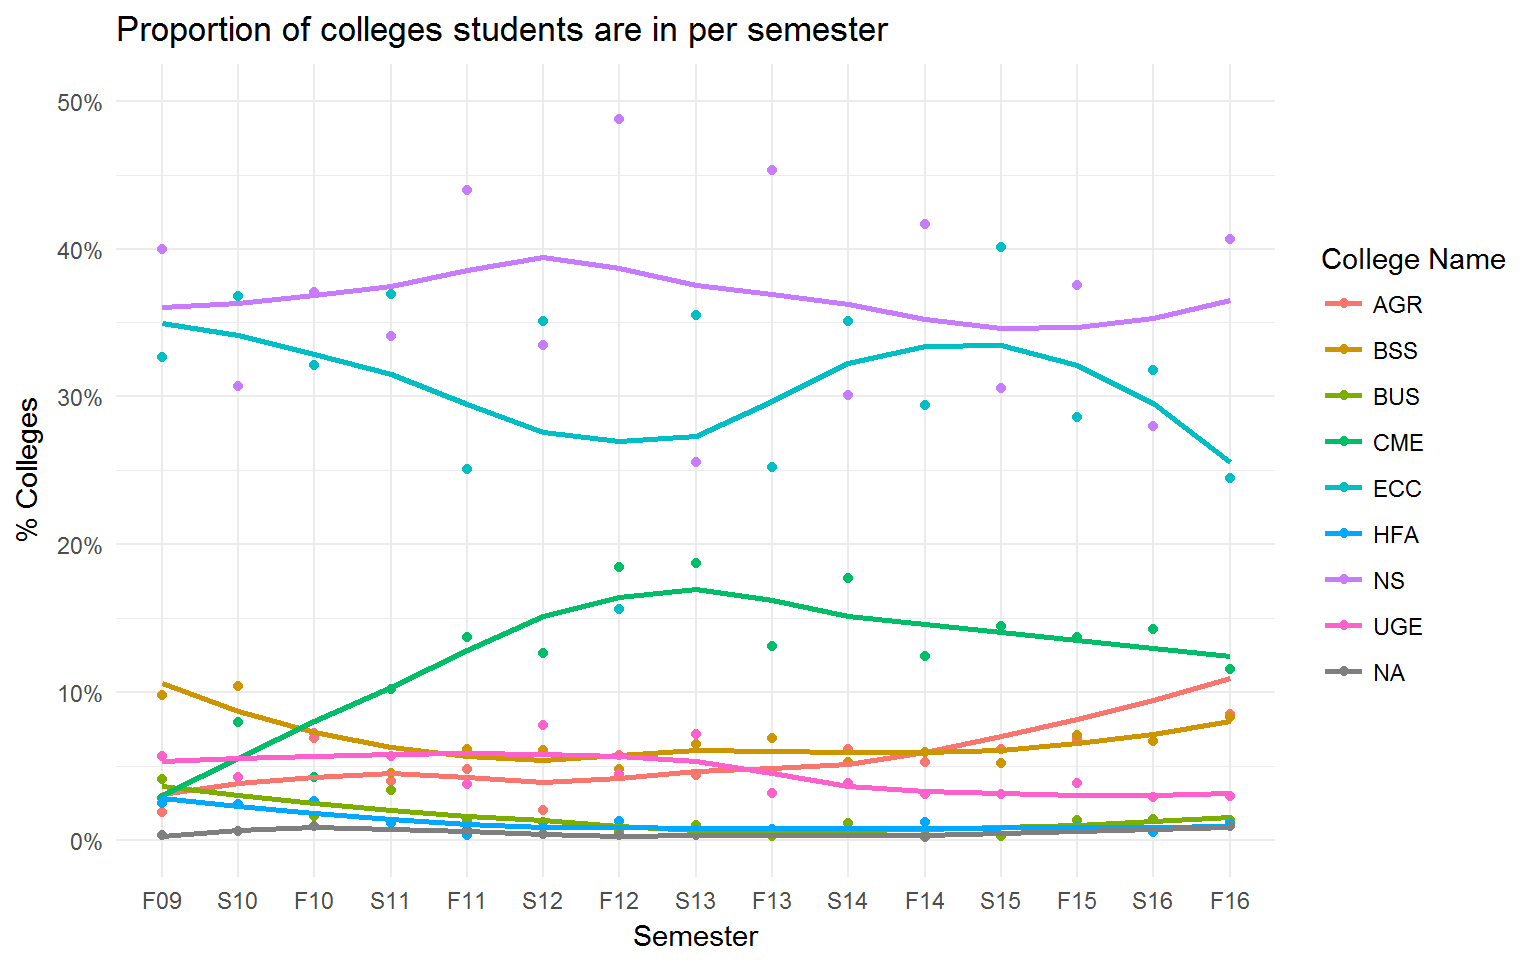 Proportion of colleges students are in per semester
% Colleges
50%
40%
30%
20%
10%
0%
F09 S10 F10 S11 F11 S12 F12 S13 F13 S14 F14 S15 F15 S16 F16
Semester
College Name
AGR
BSS
BUS
CME
ECC
HFA
NS
UGE
NA